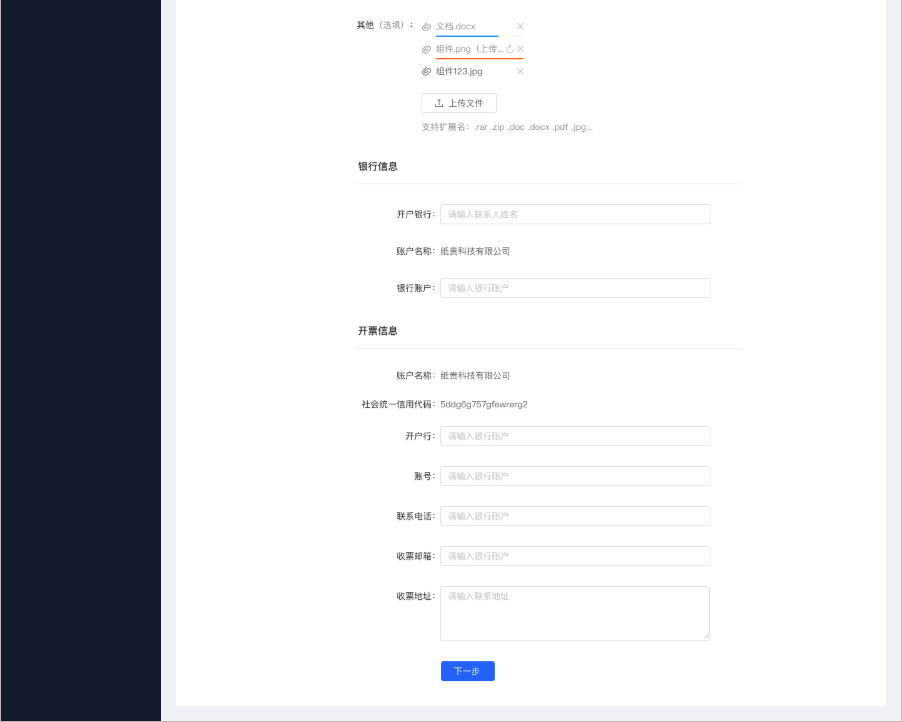 其他（选填）： 文档.docx
组件.png（上传...
组件123.jpg
上传文件
支持扩展名：.rar .zip .doc .docx .pdf .jpg...
银行信息
开户银行： 请输入联系人姓名
账户名称： 纸贵科技有限公司
银行账户： 请输入银行账户
开票信息
账户名称： 纸贵科技有限公司
社会统一信用代码： 5ddg6g757gfewrerg2
开户行： 请输入银行账户
账号： 请输入银行账户
联系电话： 请输入银行账户
收票邮箱： 请输入银行账户
收票地址： 请输入联系地址
下一步